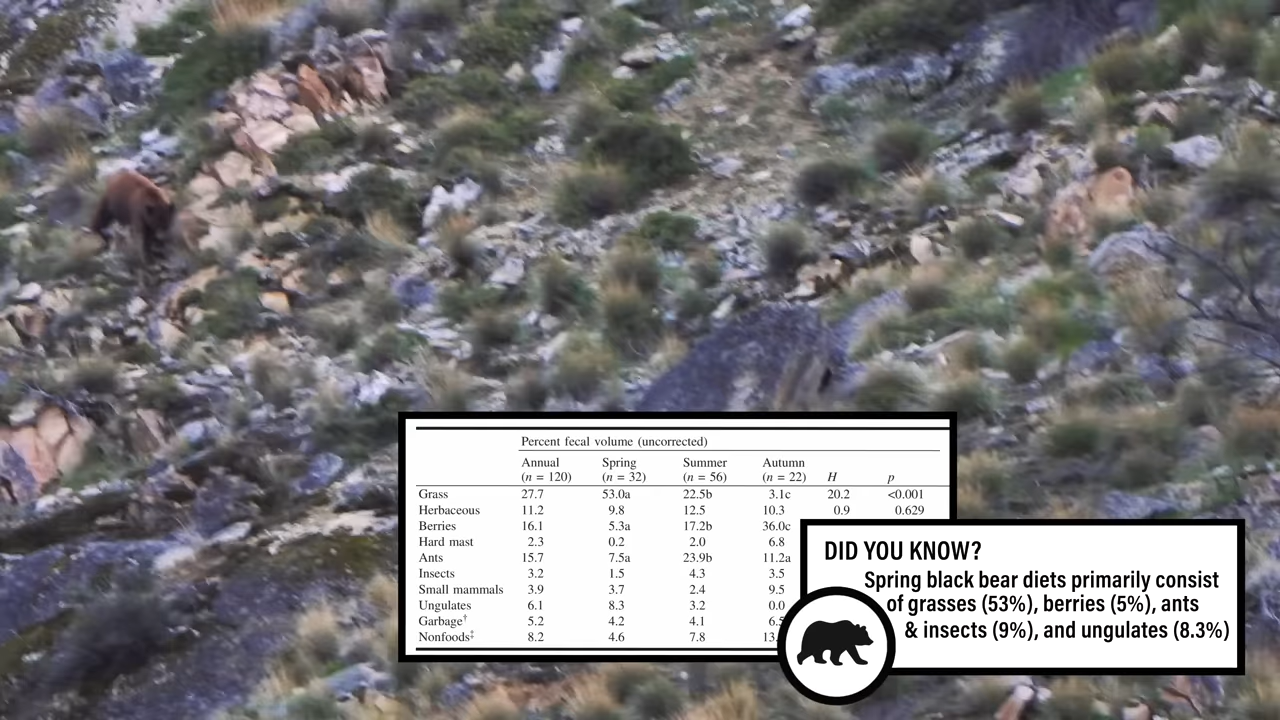 Percent fecal volume (uncorrected)
Annual Spring Summer Autumn
(n = 120) (n = 32) (n = 56) (n = 22) H p
Grass 27.7 53.0a 22.5b 3.1c 20.2 <0.001
Herbaceous 11.2 9.8 12.5 10.3 0.9 0.629
Berries 16.1 5.3a 17.2b 36.0c
Hard mast 2.3 0.2 2.0 6.8
Ants 15.7 7.5a 23.9b 11.2a
Insects 3.2 1.5 4.3 3.5
Small mammals 3.9 3.7 2.4 9.5
Ungulates 6.1 8.3 3.2 0.0
Garbage† 5.2 4.2 4.1 6.5
Nonfoods‡ 8.2 4.6 7.8 13.
DID YOU KNOW?
Spring black bear diets primarily consist
of grasses (53%), berries (5%), ants
& insects (9%), and ungulates (8.3%)